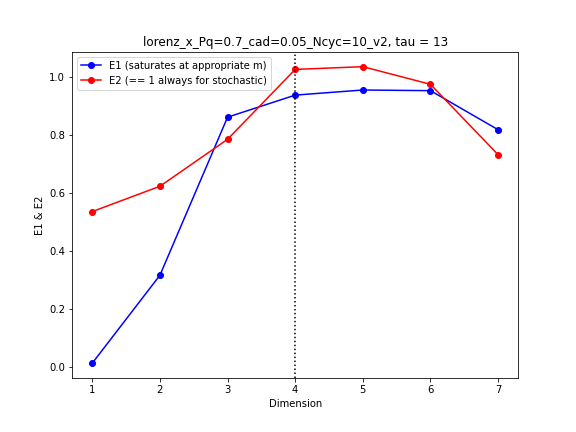 lorenz_x_Pq=0.7_cad=0.05_Ncyc=10_v2, tau = 13
E1 (saturates at appropriate m)
E2 (== 1 always for stochastic)
1.0
0.8
0.6
0.4
0.2
0.0
E1 & E2
1 2 3 4 5 6 7
Dimension